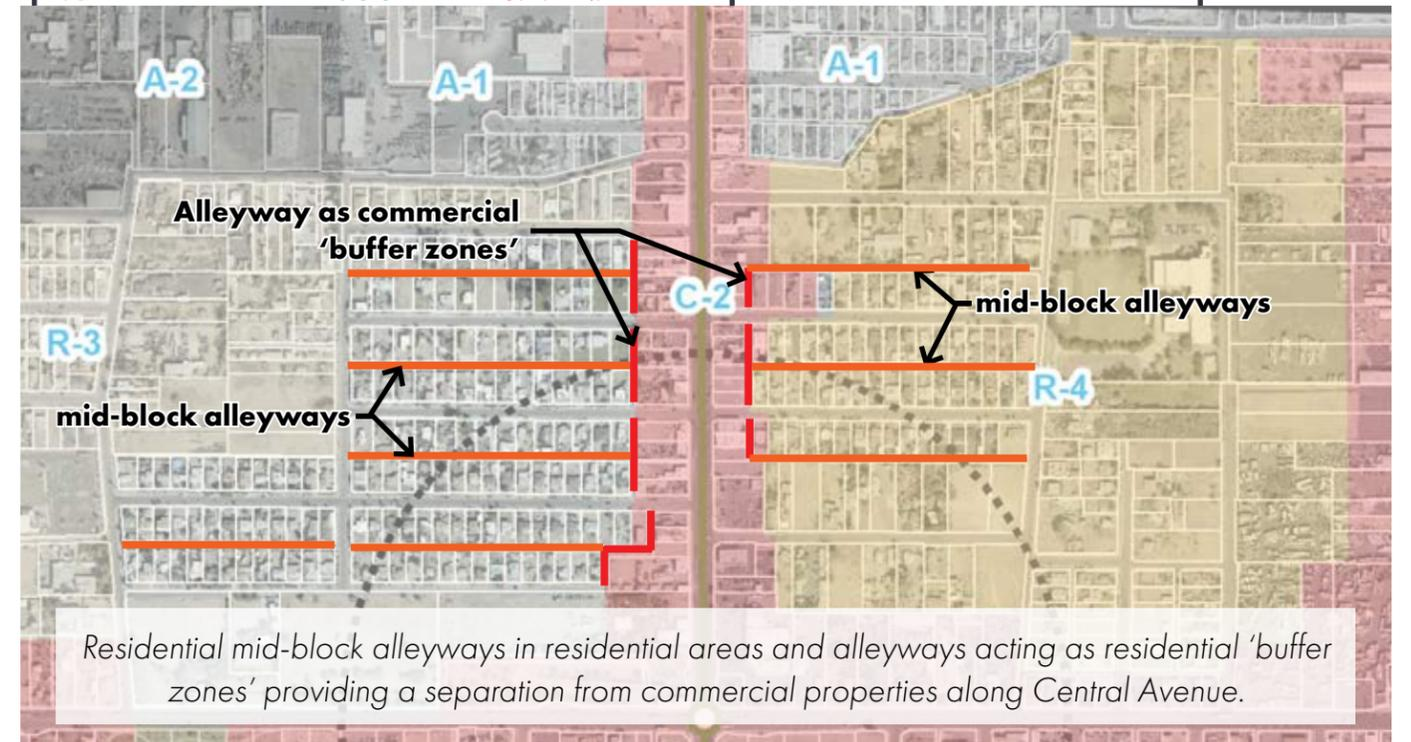 A-2
A-1
A-1
Alleyway as commercial
‘buffer zones’
C-2
mid-block alleyways
R-3
R-4
mid-block alleyways
Residential mid-block alleyways in residential areas and alleyways acting as residential ‘buffer
zones’ providing a separation from commercial properties along Central Avenue.